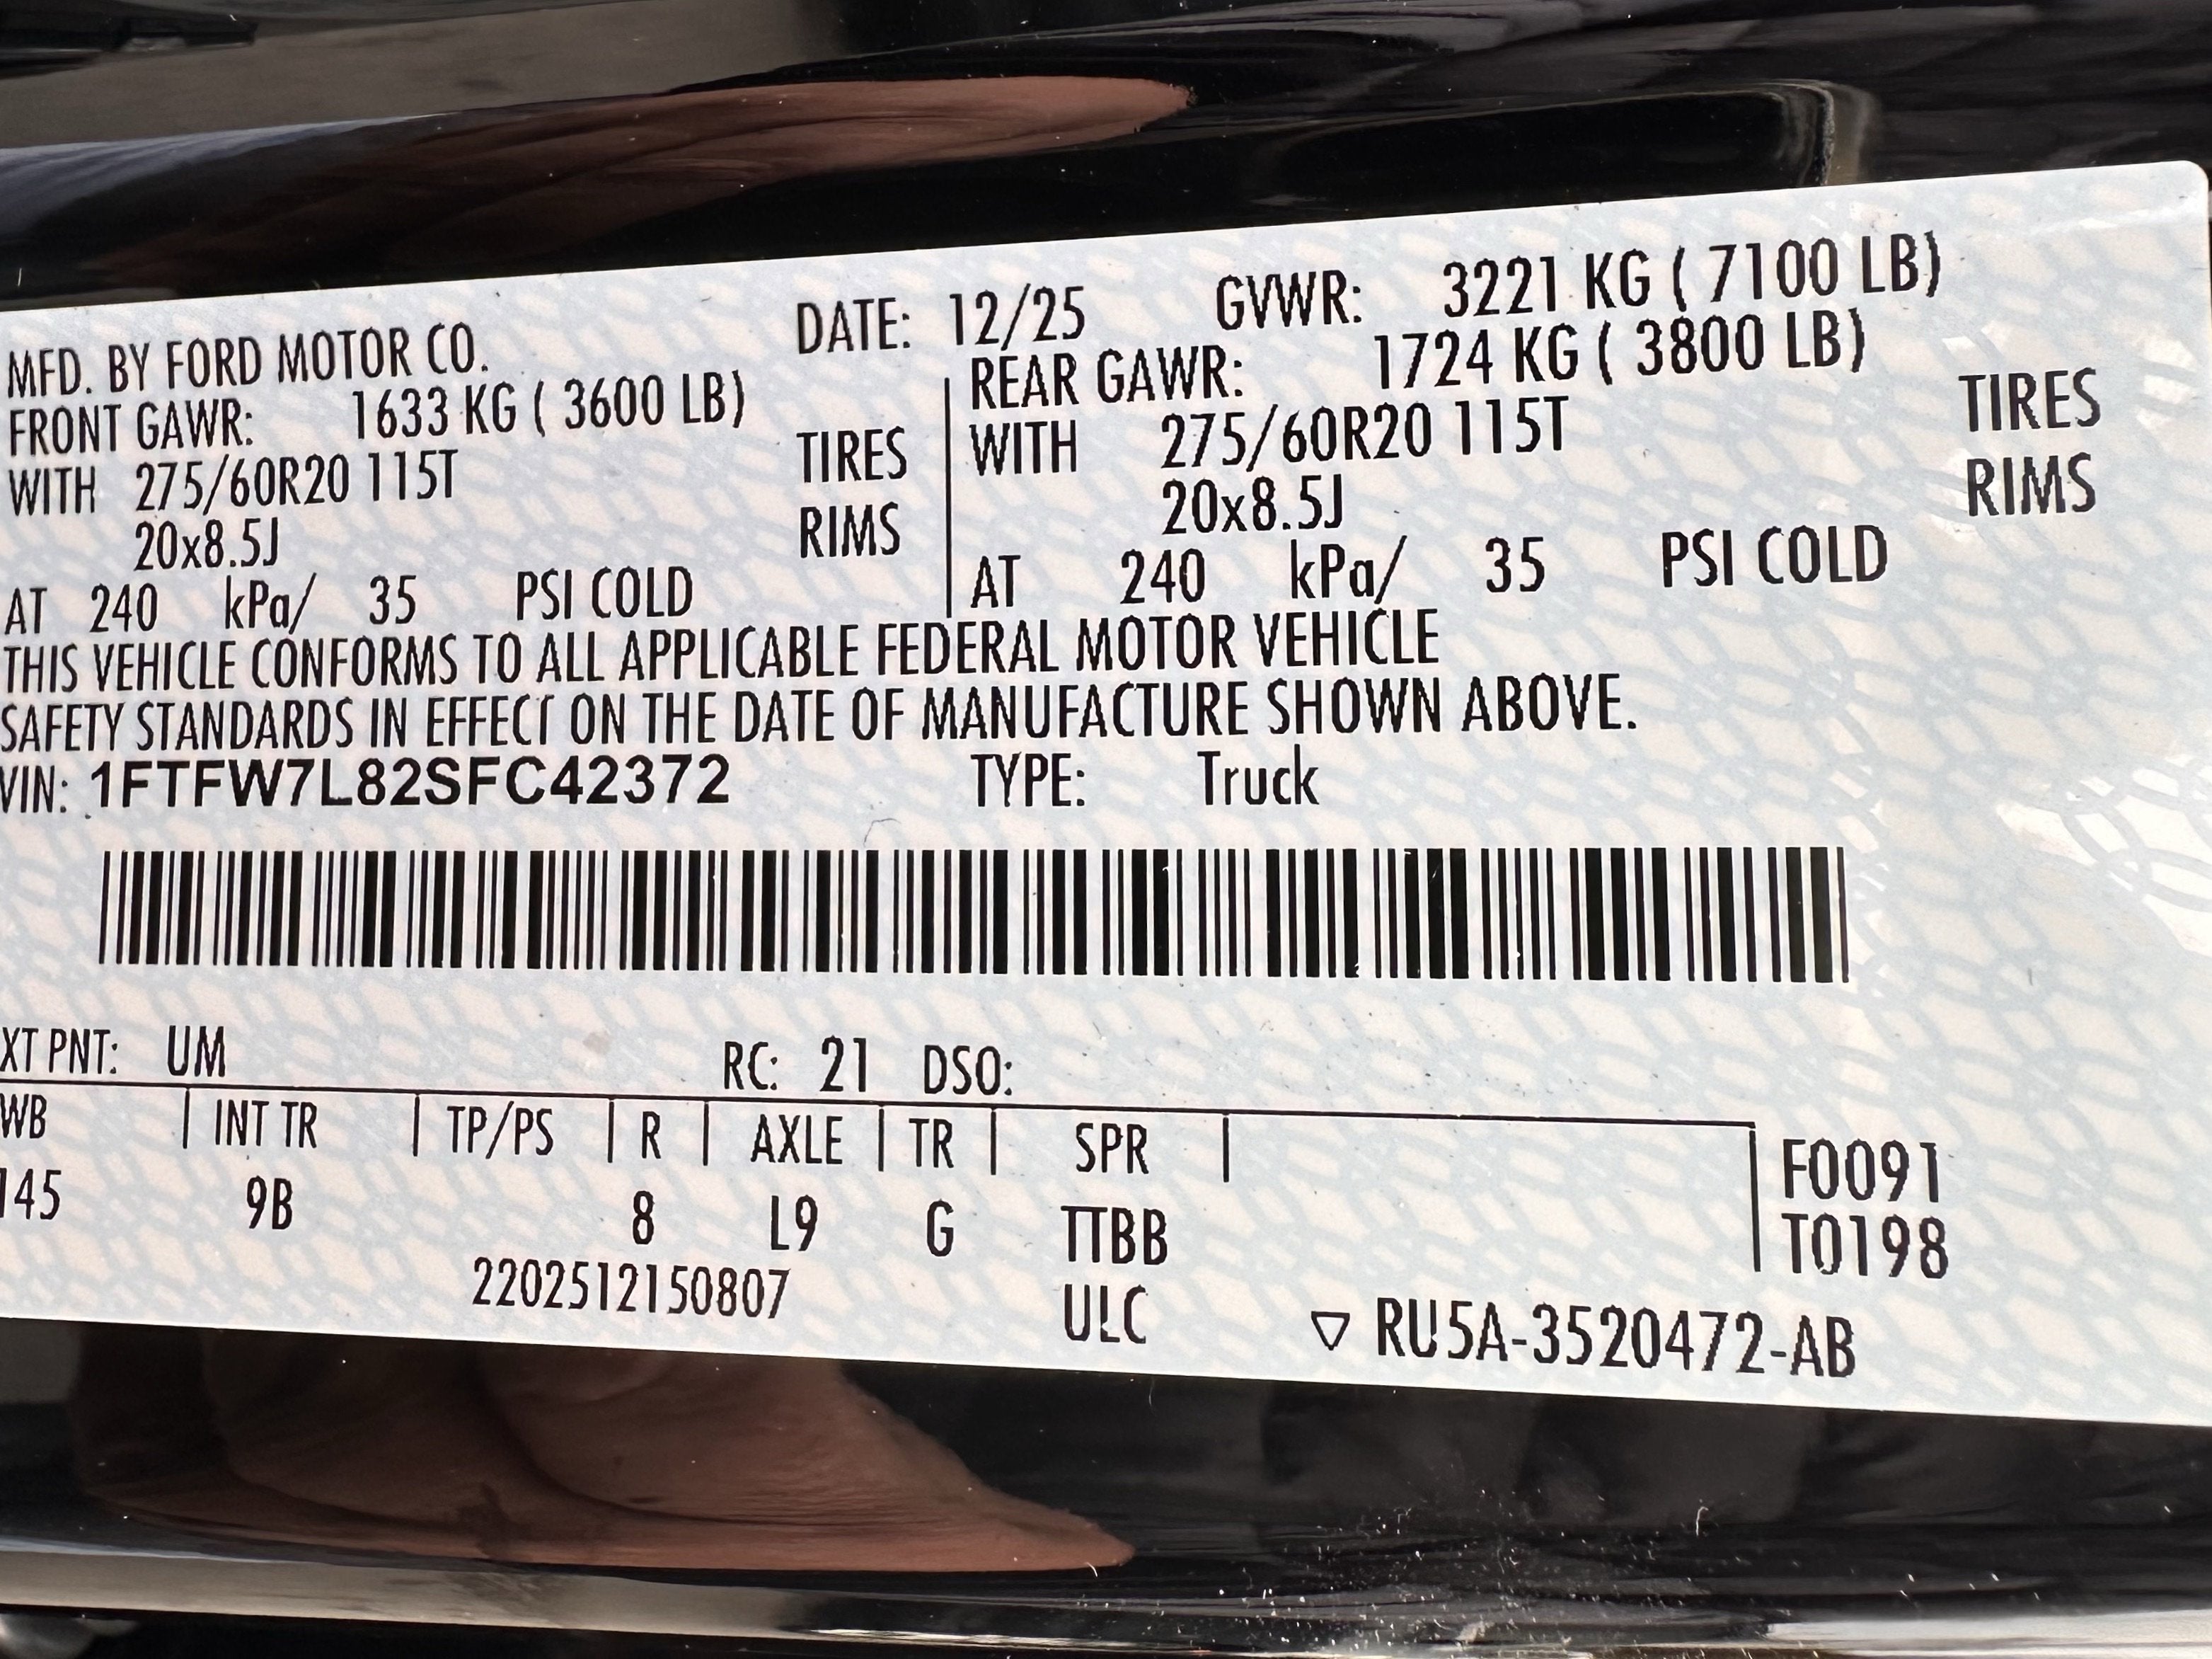 MFD. BY FORD MOTOR CO. DATE: 12/25 GVWR: 3221 KG ( 7100 LB)
FRONT GAWR: 1633 KG ( 3600 LB) REAR GAWR: 1724 KG ( 3800 LB)
WITH 275/60R20 115T TIRES WITH 275/60R20 115T TIRES
20x8.5J RIMS 20x8.5J RIMS
AT 240 kPa/ 35 PSI COLD AT 240 kPa/ 35 PSI COLD
THIS VEHICLE CONFORMS TO ALL APPLICABLE FEDERAL MOTOR VEHICLE
SAFETY STANDARDS IN EFFECT ON THE DATE OF MANUFACTURE SHOWN ABOVE.
VIN: 1FTFW7L82SFC42372 TYPE: Truck
XT PNT: UM RC: 21 DSO:
WB INT TR TP/PS R AXLE TR SPR F0091
145 9B 8 L9 G TTBB T0198
2202512150807 ULC ▽ RU5A-3520472-AB